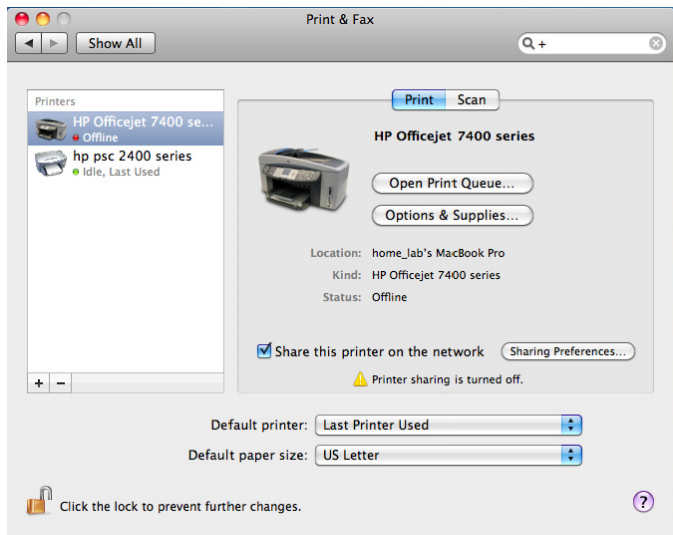 Print & Fax
Show All
+
Printers
HP Officejet 7400 se...
Offline
hp psc 2400 series
Idle, Last Used
+ −
Print Scan
HP Officejet 7400 series
Open Print Queue...
Options & Supplies...
Location: home_lab's MacBook Pro
Kind: HP Officejet 7400 series
Status: Offline
Share this printer on the network Sharing Preferences...
Printer sharing is turned off.
Default printer: Last Printer Used
Default paper size: US Letter
Click the lock to prevent further changes. ?